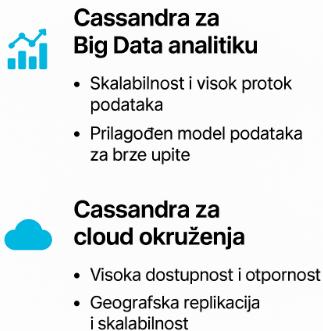 Cassandra za
Big Data analitiku
• Skalabilnost i visok protok
podataka
• Prilagođen model podataka
za brze upite
Cassandra za
cloud okruženja
• Visoka dostupnost i otpornost
• Geografska replikacija
i skalabilnost